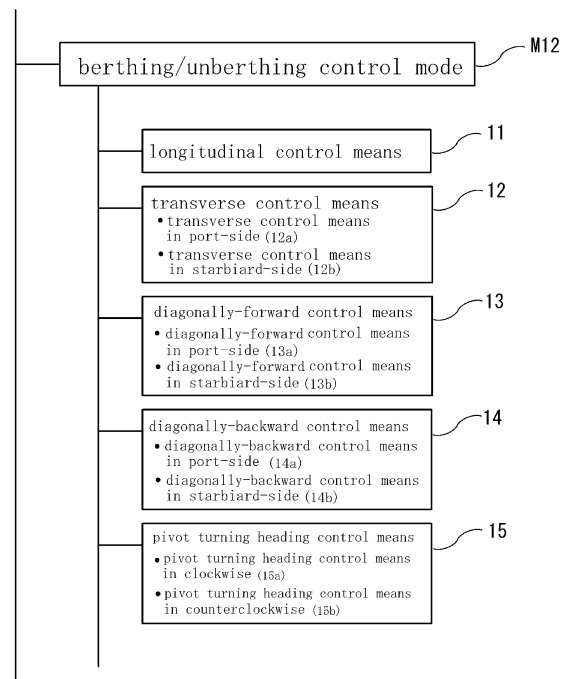 berthing/unberthing control mode
M12
longitudinal control means
11
transverse control means
• transverse control means
in port-side (12a)
• transverse control means
in starbiard-side (12b)
12
diagonally-forward control means
• diagonally-forward control means
in port-side (13a)
• diagonally-forward control means
in starbiard-side (13b)
13
diagonally-backward control means
• diagonally-backward control means
in port-side (14a)
• diagonally-backward control means
in starbiard-side (14b)
14
pivot turning heading control means
• pivot turning heading control means
in clockwise (15a)
• pivot turning heading control means
in counterclockwise (15b)
15